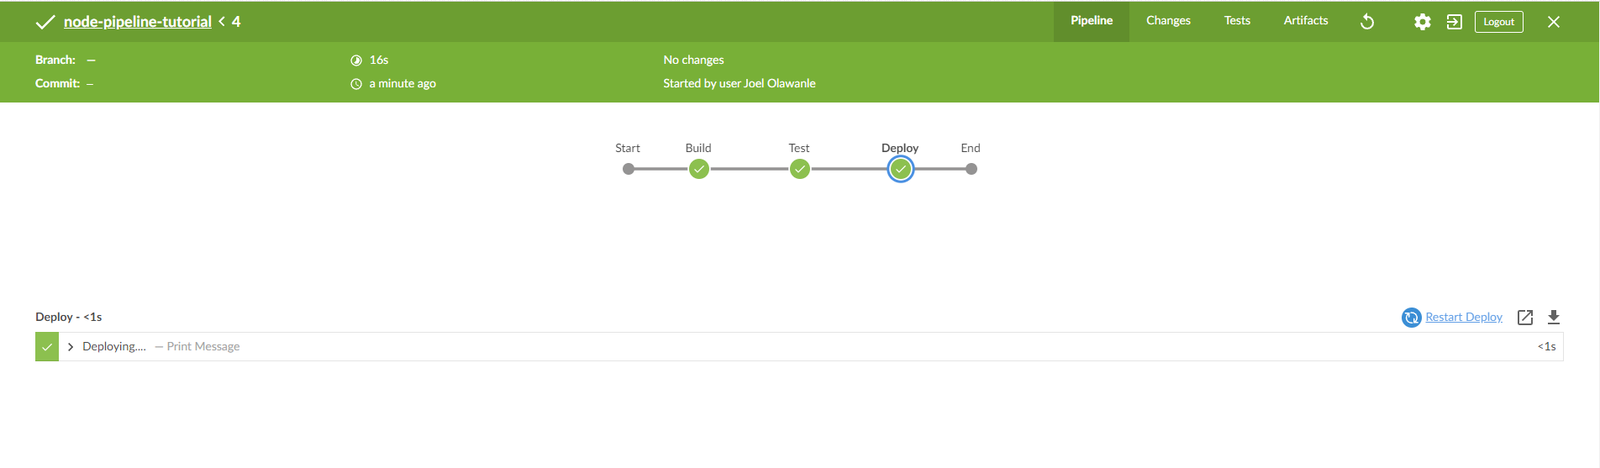 node-pipeline-tutorial < 4 Pipeline Changes Tests Artifacts Logout
Branch: — 16s No changes
Commit: – a minute ago Started by user Joel Olawanle
Start Build Test Deploy End
Deploy - <1s Restart Deploy
Deploying.... — Print Message <1s